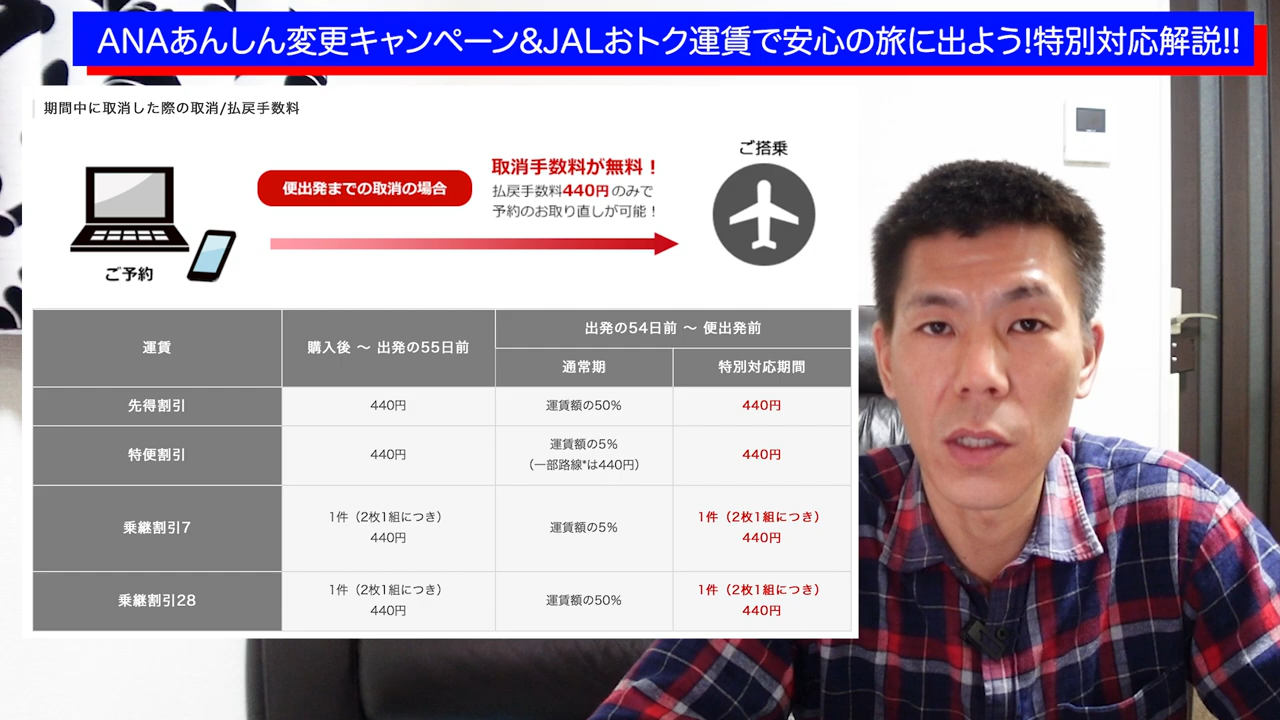 ANAあんしん変更キャンペーン&JALおトク運賃で安心の旅に出よう!特別対応解説!!
期間中に取消した際の取消/払戻手数料
ご予約
便出発までの取消の場合
取消手数料が無料！
払戻手数料440円のみで
予約のお取り直しが可能！
ご搭乗
運賃
購入後 ～ 出発の55日前
出発の54日前 ～ 便出発前
通常期
特別対応期間
先得割引
440円
運賃額の50%
440円
特便割引
440円
運賃額の5%
（一部路線*は440円）
440円
乗継割引7
1件（2枚1組につき）
440円
運賃額の5%
1件（2枚1組につき）
440円
乗継割引28
1件（2枚1組につき）
440円
運賃額の50%
1件（2枚1組につき）
440円